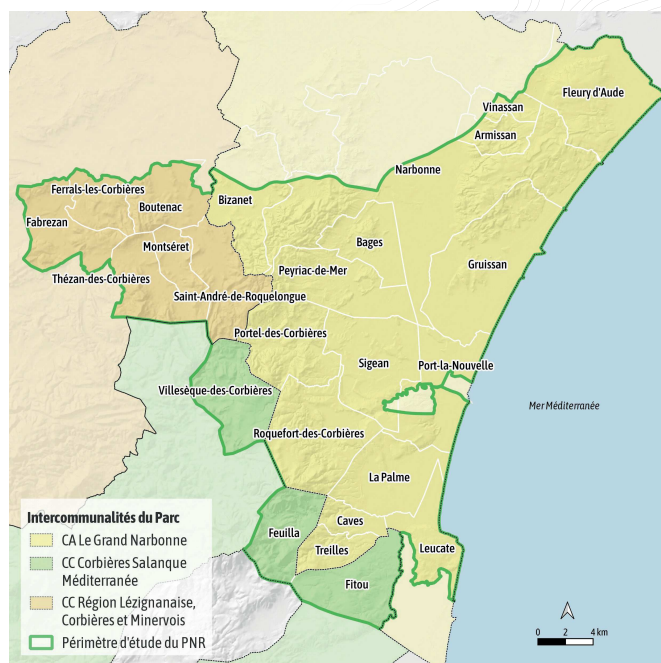 Fleury d'Aude
Vinassan
Armissan
Narbonne
Ferrals-les-Corbières
Bizanet
Boutenac
Fabrezan
Bages
Montséret
Gruissan
Peyriac-de-Mer
Thézan-des-Corbières
Saint-André-de-Roquelongue
Portel-des-Corbières
Sigean
Port-la-Nouvelle
Villesèque-des-Corbières
Mer Méditerranée
Roquefort-des-Corbières
La Palme
Caves
Feuilla
Leucate
Treilles
Fitou
Intercommunalités du Parc
CA Le Grand Narbonne
CC Corbières Salanque
Méditerranée
CC Région Lézignanaise,
Corbières et Minervois
Périmètre d'étude du PNR
0 2 4 km